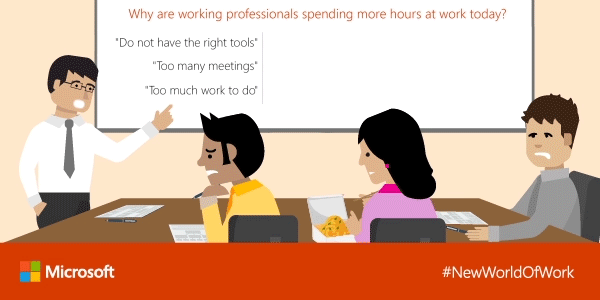 Why are working professionals spending more hours at work today?
"Do not have the right tools"
"Too many meetings"
"Too much work to do"
Microsoft
#NewWorldOfWork